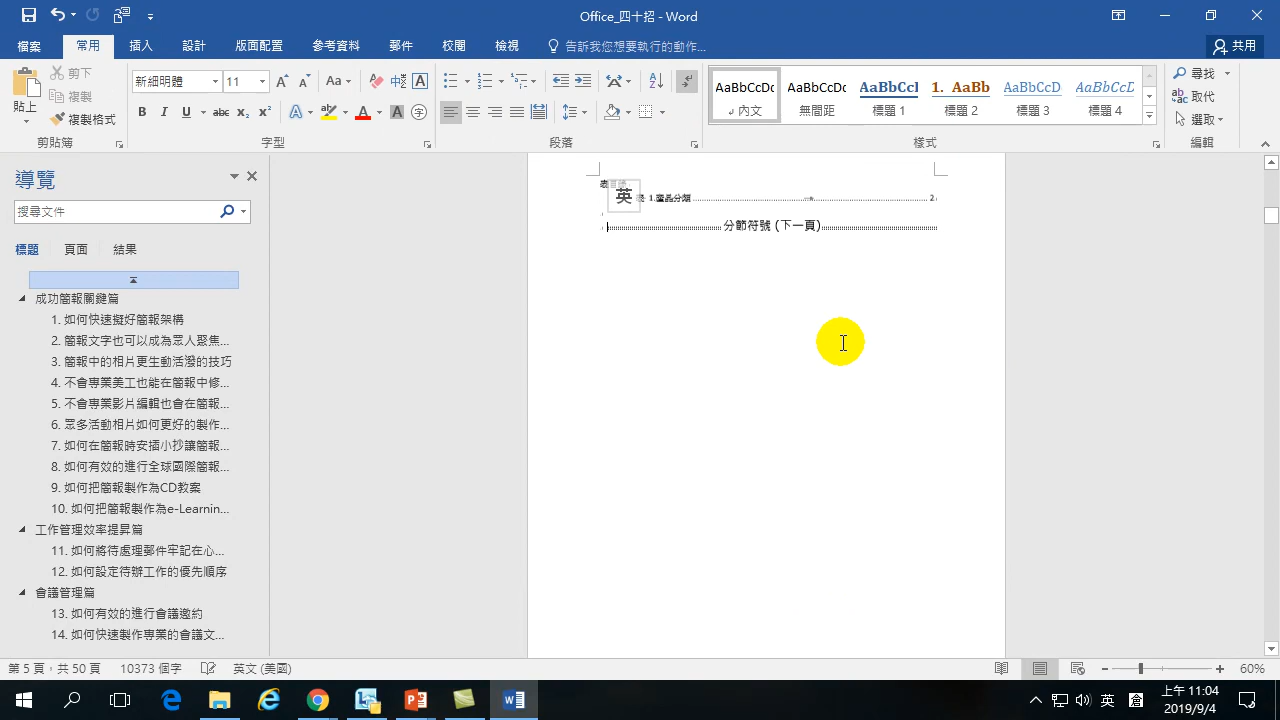 Office_四十招 - Word
檔案 常用 插入 設計 版面配置 參考資料 郵件 校閱 檢視 告訴我您想要執行的動作... 共用
貼上 剪下 複製 複製格式
新細明體 11
AaBbCcDc AaBbCcDc AaBbCcI 1. AaBb AaBbCcD AaBbCcL
↲內文 無間距 標題 1 標題 2 標題 3 標題 4
尋找 取代 選取
剪貼簿 字型 段落 樣式 編輯
導覽
搜尋文件
標題 頁面 結果
成功簡報關鍵篇
1. 如何快速擬好簡報架構
2. 簡報文字也可以成為眾人聚焦...
3. 簡報中的相片更生動活潑的技巧
4. 不會專業美工也能在簡報中修...
5. 不會專業影片編輯也會在簡報...
6. 眾多活動相片如何更好的製作...
7. 如何在簡報時安插小抄讓簡報...
8. 如何有效的進行全球國際簡報...
9. 如何把簡報製作為CD教案
10. 如何把簡報製作為e-Learnin...
工作管理效率提昇篇
11. 如何將待處理郵件牢記在心...
12. 如何設定待辦工作的優先順序
會議管理篇
13. 如何有效的進行會議邀約
14. 如何快速製作專業的會議文...
英
1.產品分類 2
分節符號 (下一頁)
第 5 頁，共 50 頁 10373 個字 英文 (美國) 60%
英 上午 11:04
2019/9/4